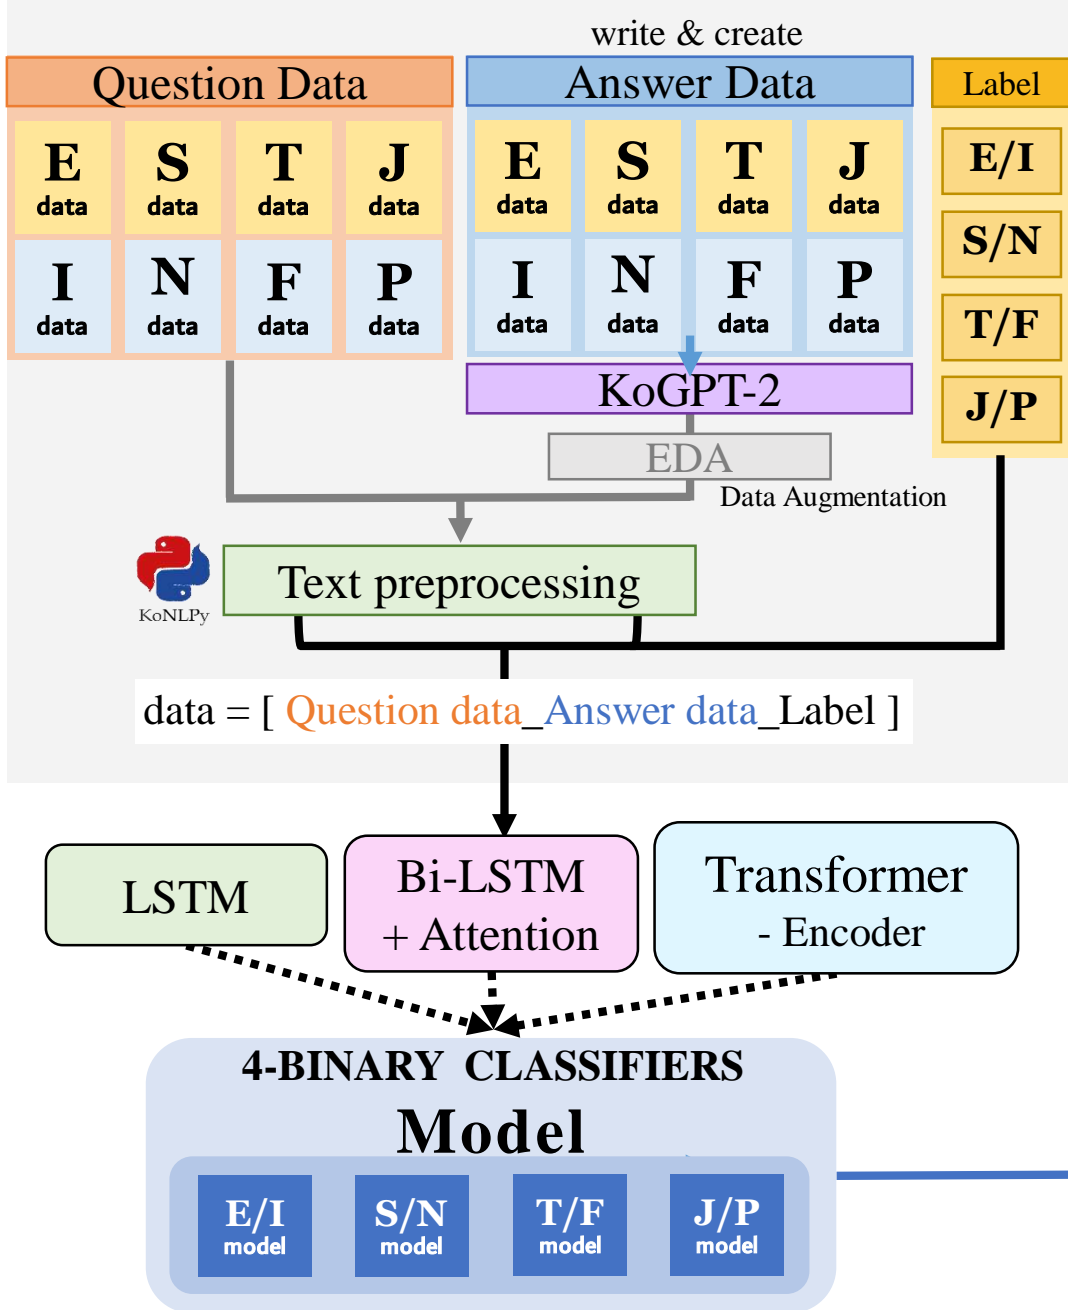 write & create
Question Data
Answer Data
Label
E S T J
data data data data
I N F P
data data data data
E S T J
data data data data
I N F P
data data data data
E/I
S/N
T/F
J/P
KoGPT-2
EDA
Data Augmentation
KoNLPy
Text preprocessing
data = [ Question data_Answer data_Label ]
LSTM
Bi-LSTM
+ Attention
Transformer
- Encoder
4-BINARY CLASSIFIERS
Model
E/I S/N T/F J/P
model model model model